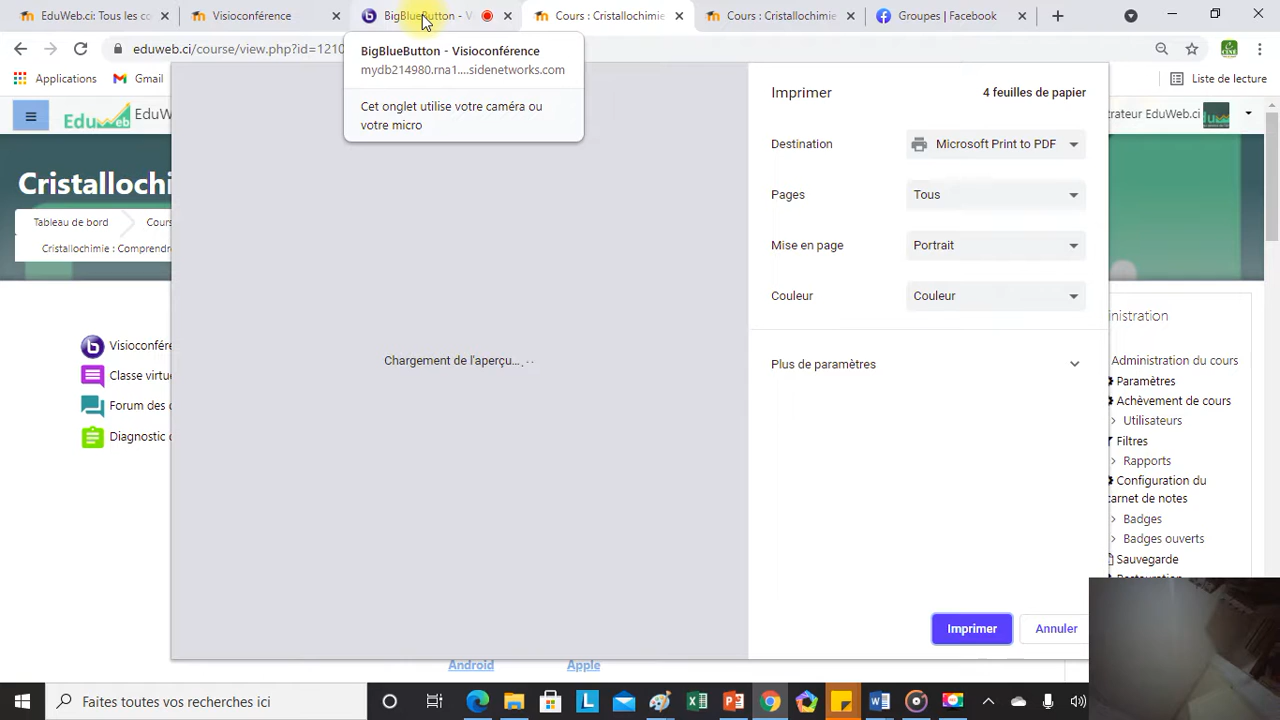 EduWeb.ci: Tous les co
Visioconférence
BigBlueButton - V
Cours : Cristallochimie
Cours : Cristallochimie
Groupes | Facebook
eduweb.ci/course/view.php?id=1210
BigBlueButton - Visioconférence
mydb214980.rna1....sidenetworks.com
Cet onglet utilise votre caméra ou
votre micro
Applications
Gmail
Liste de lecture
EduWeb
EduW
trateur EduWeb.ci
Cristallochi
Tableau de bord
Cours
Cristallochimie : Comprendre
Imprimer
4 feuilles de papier
Destination
Microsoft Print to PDF
Pages
Tous
Mise en page
Portrait
Couleur
Couleur
Plus de paramètres
Chargement de l'aperçu...
Imprimer
Annuler
Visioconfére
Classe virtue
Forum des
Diagnostic
ministration
Administration du cours
Paramètres
Achèvement de cours
Utilisateurs
Filtres
Rapports
Configuration du
carnet de notes
Badges
Badges ouverts
Sauvegarde
Android
Apple
Faites toutes vos recherches ici